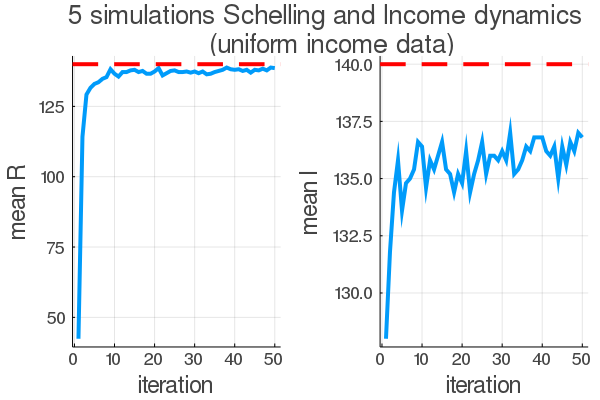 5 simulations Schelling and Income dynamics
(uniform income data)
mean R
125
100
75
50
0 10 20 30 40 50
iteration
mean I
140.0
137.5
135.0
132.5
130.0
0 10 20 30 40 50
iteration